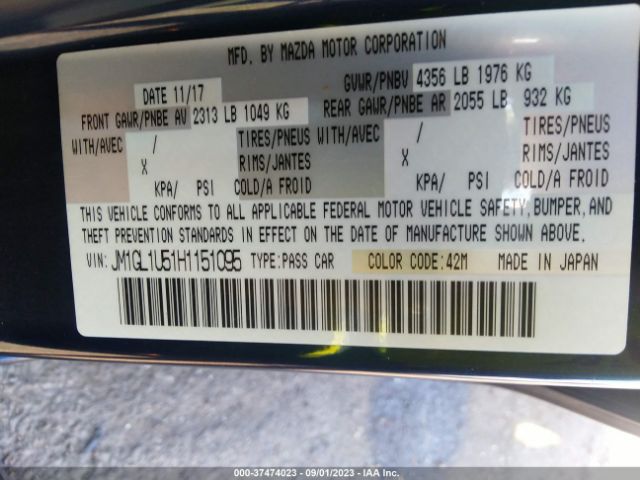 MFD. BY MAZDA MOTOR CORPORATION
DATE 11/17 GVWR/PNBV 4356 LB 1976 KG
FRONT GAWR/PNBE AV 2313 LB 1049 KG REAR GAWR/PNBE AR 2055 LB 932 KG
WITH/AVEC / TIRES/PNEUS WITH/AVEC / TIRES/PNEUS
X RIMS/JANTES X RIMS/JANTES
KPA/ PSI COLD/A FROID KPA/ PSI COLD/A FROID
THIS VEHICLE CONFORMS TO ALL APPLICABLE FEDERAL MOTOR VEHICLE SAFETY, BUMPER, AND
THEFT PREVENTION STANDARDS IN EFFECT ON THE DATE OF MANUFACTURE SHOWN ABOVE.
VIN: JM1GL1U51H1151095 TYPE:PASS CAR COLOR CODE:42M MADE IN JAPAN
000-37474023 - 09/01/2023 - IAA Inc.